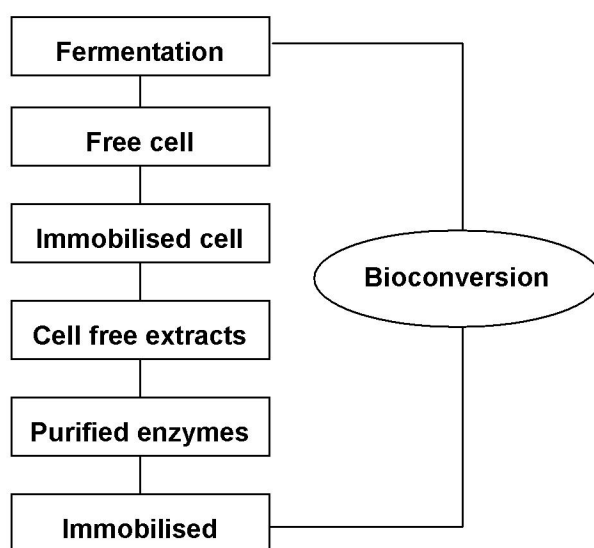 Fermentation
Free cell
Immobilised cell
Bioconversion
Cell free extracts
Purified enzymes
Immobilised